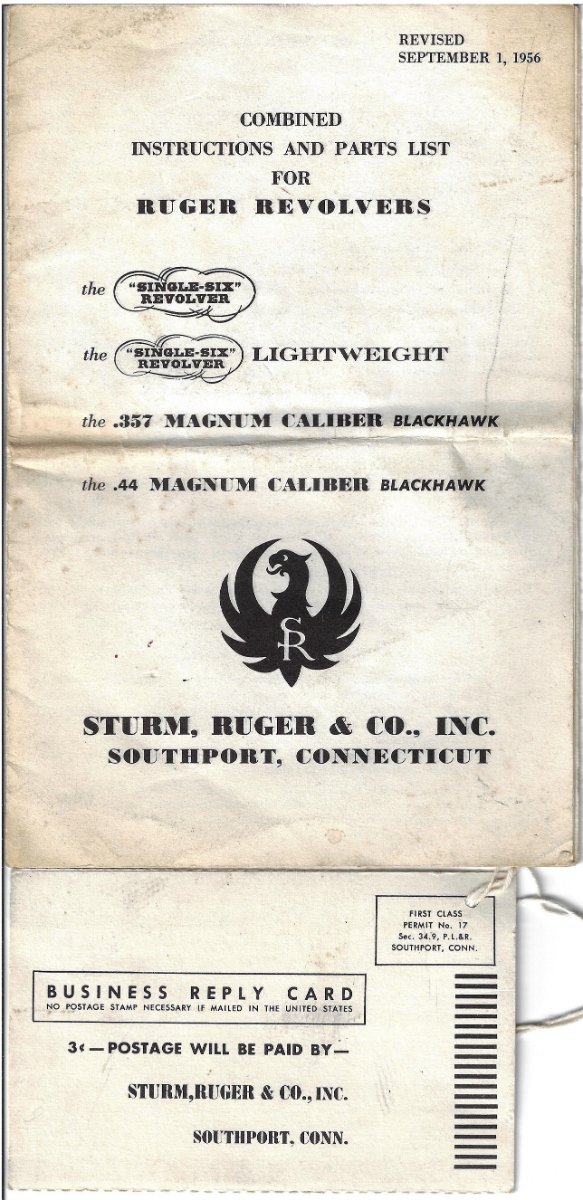 REVISED
SEPTEMBER 1, 1956
COMBINED
INSTRUCTIONS AND PARTS LIST
FOR
RUGER REVOLVERS
the "SINGLE-SIX"
REVOLVER
the "SINGLE-SIX" LIGHTWEIGHT
REVOLVER
the .357 MAGNUM CALIBER BLACKHAWK
the .44 MAGNUM CALIBER BLACKHAWK
SR
STURM, RUGER & CO., INC.
SOUTHPORT, CONNECTICUT
FIRST CLASS
PERMIT No. 17
Sec. 34.9, P.L.&R.
SOUTHPORT, CONN.
BUSINESS REPLY CARD
NO POSTAGE STAMP NECESSARY IF MAILED IN THE UNITED STATES
3¢—POSTAGE WILL BE PAID BY—
STURM,RUGER & CO., INC.
SOUTHPORT, CONN.